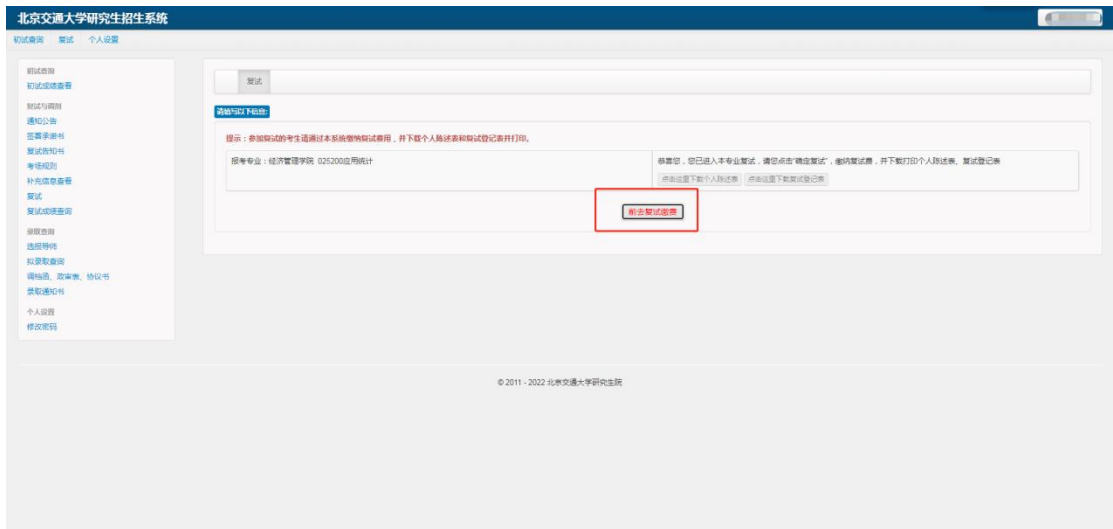 北京交通大学研究生招生系统
初试查询 复试 个人设置
初试查询
初试成绩查看
复试与调剂
通知公告
签署承诺书
复试告知书
考场规则
补充信息查看
复试
复试成绩查询
录取查询
选报导师
拟录取查询
调档函、政审表、协议书
录取通知书
个人设置
修改密码
复试
请填写以下信息:
提示：参加复试的考生请通过本系统缴纳复试费用，并下载个人陈述表和复试登记表并打印。
报考专业：经济管理学院 025200应用统计
恭喜您，您已进入本专业复试，请您点击“确定复试”，缴纳复试费，并下载打印个人陈述表、复试登记表
点击这里下载个人陈述表 点击这里下载复试登记表
前去复试缴费
© 2011 - 2022 北京交通大学研究生院